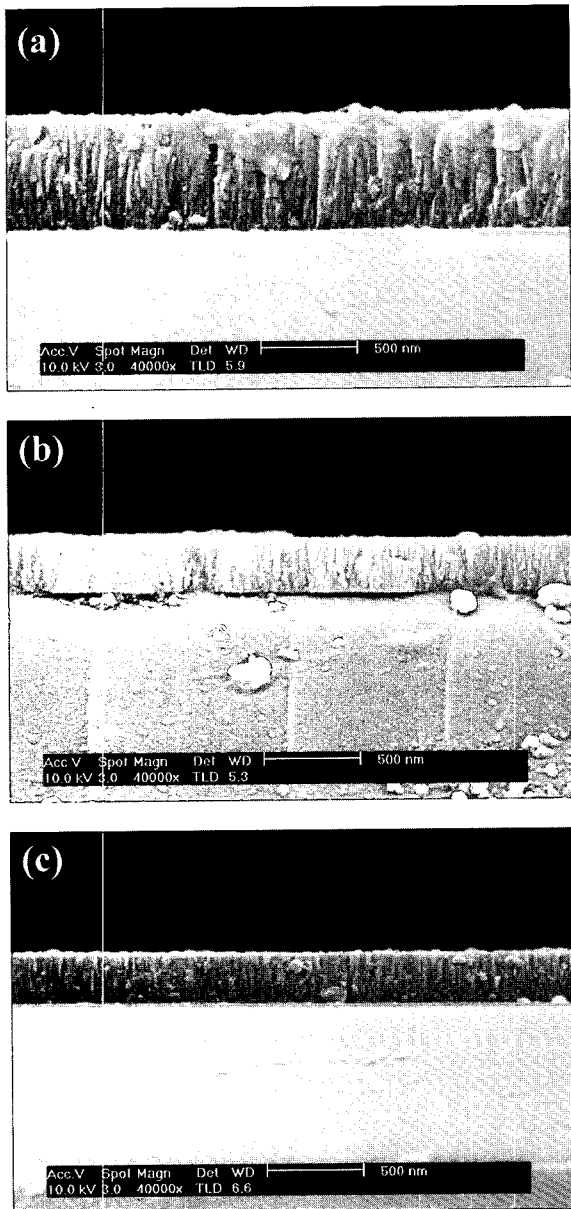 (a)
Acc.V Spot Magn Det WD 500 nm
10.0 kV 3.0 40000x TLD 5.9
(b)
Acc V Spot Magn Det WD 500 nm
10.0 kV 3.0 40000x TLD 5.3
(c)
Acc.V Spot Magn Det WD 500 nm
10.0 kV 3.0 40000x TLD 6.6